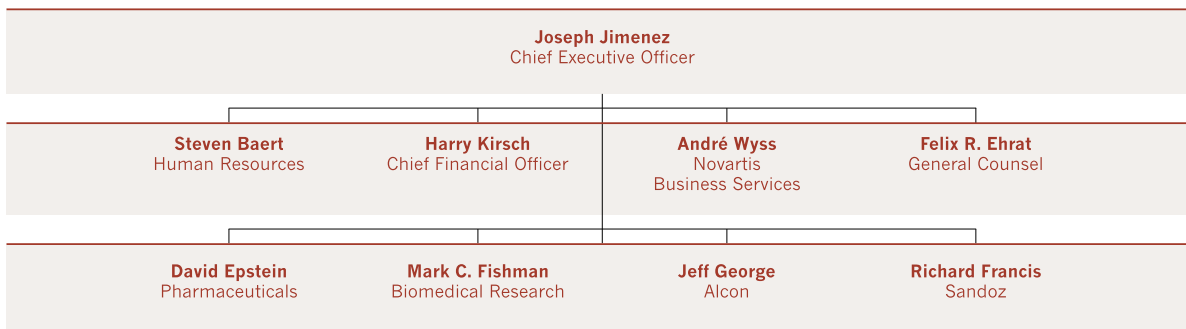 Joseph Jimenez
Chief Executive Officer
Steven Baert
Human Resources
Harry Kirsch
Chief Financial Officer
André Wyss
Novartis
Business Services
Felix R. Ehrat
General Counsel
David Epstein
Pharmaceuticals
Mark C. Fishman
Biomedical Research
Jeff George
Alcon
Richard Francis
Sandoz